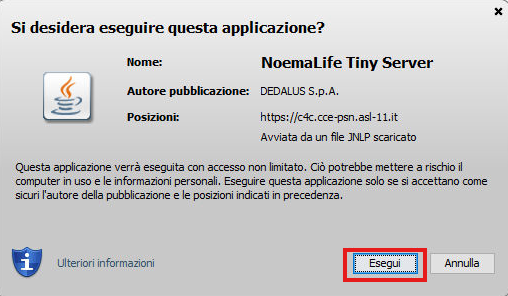 Si desidera eseguire questa applicazione?
Nome: NoemaLife Tiny Server
Autore pubblicazione: DEDALUS S.p.A.
Posizioni: https://c4c.cce-psn.asl-11.it
Avviata da un file JNLP scaricato
Questa applicazione verrà eseguita con accesso non limitato. Ciò potrebbe mettere a rischio il
computer in uso e le informazioni personali. Eseguire questa applicazione solo se si accettano come
sicuri l'autore della pubblicazione e le posizioni indicati in precedenza.
Ulteriori informazioni
Esegui Annulla